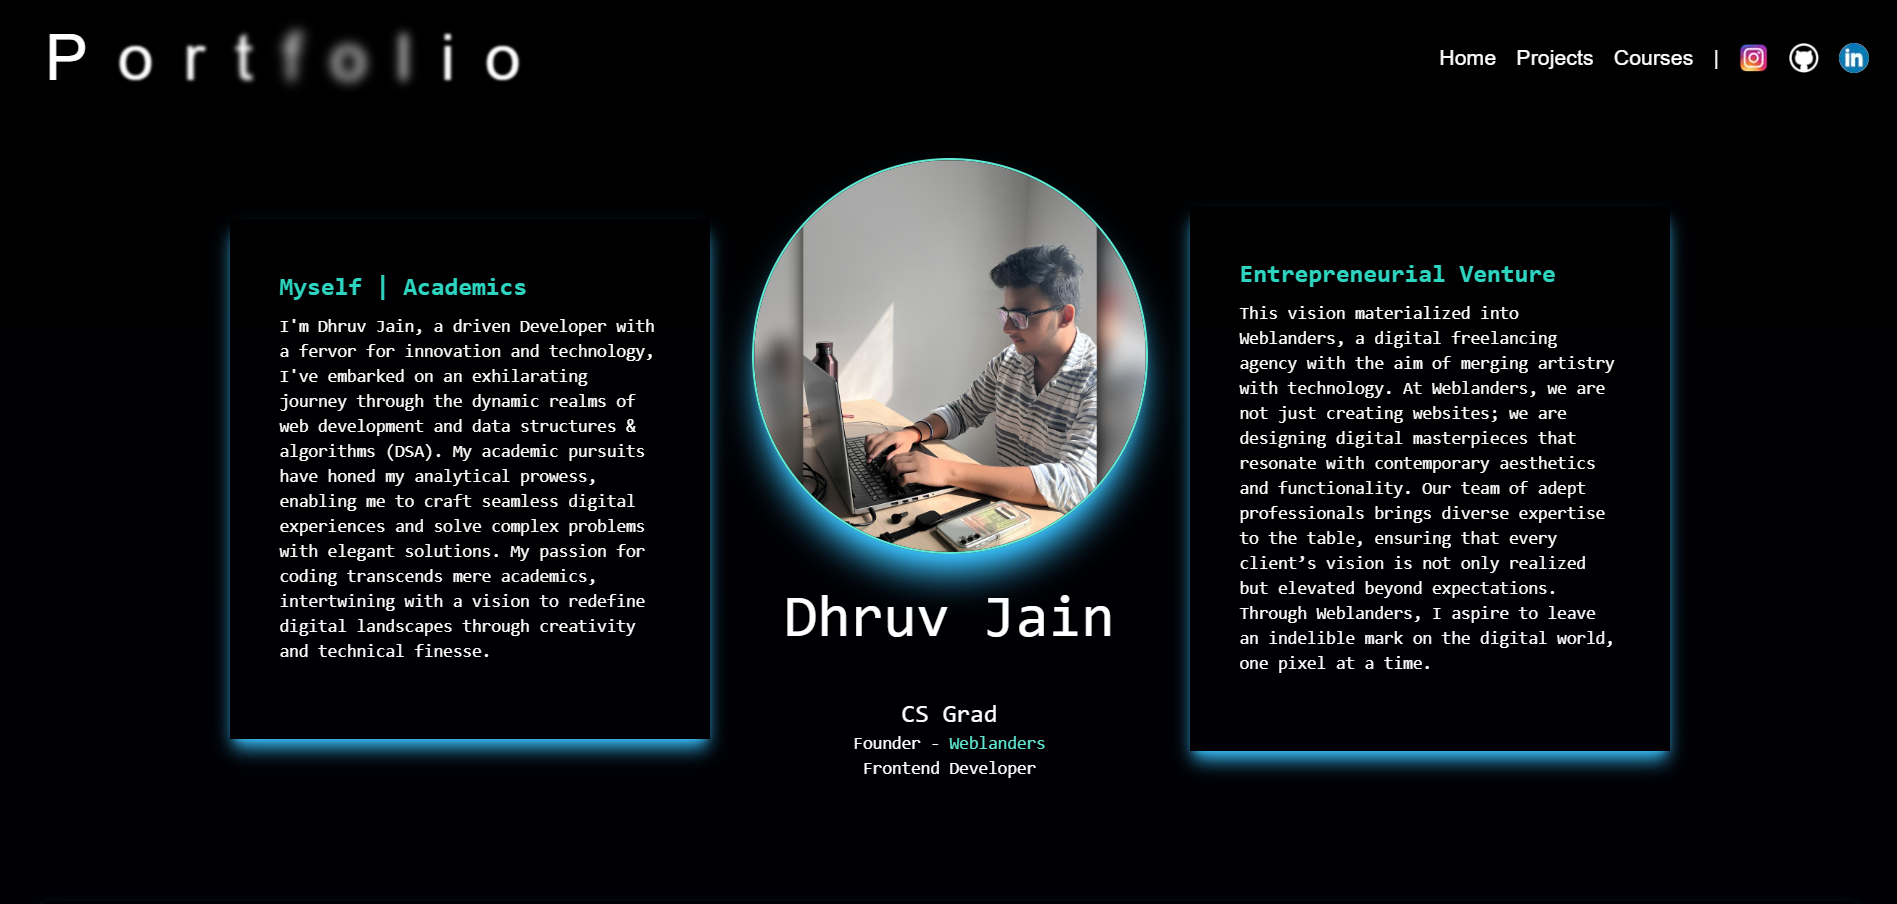 Portfolio
Home Projects Courses |
in
Myself | Academics
I'm Dhruv Jain, a driven Developer with
a fervor for innovation and technology,
I've embarked on an exhilarating
journey through the dynamic realms of
web development and data structures &
algorithms (DSA). My academic pursuits
have honed my analytical prowess,
enabling me to craft seamless digital
experiences and solve complex problems
with elegant solutions. My passion for
coding transcends mere academics,
intertwining with a vision to redefine
digital landscapes through creativity
and technical finesse.
Dhruv Jain
CS Grad
Founder - Weblanders
Frontend Developer
Entrepreneurial Venture
This vision materialized into
Weblanders, a digital freelancing
agency with the aim of merging artistry
with technology. At Weblanders, we are
not just creating websites; we are
designing digital masterpieces that
resonate with contemporary aesthetics
and functionality. Our team of adept
professionals brings diverse expertise
to the table, ensuring that every
client’s vision is not only realized
but elevated beyond expectations.
Through Weblanders, I aspire to leave
an indelible mark on the digital world,
one pixel at a time.